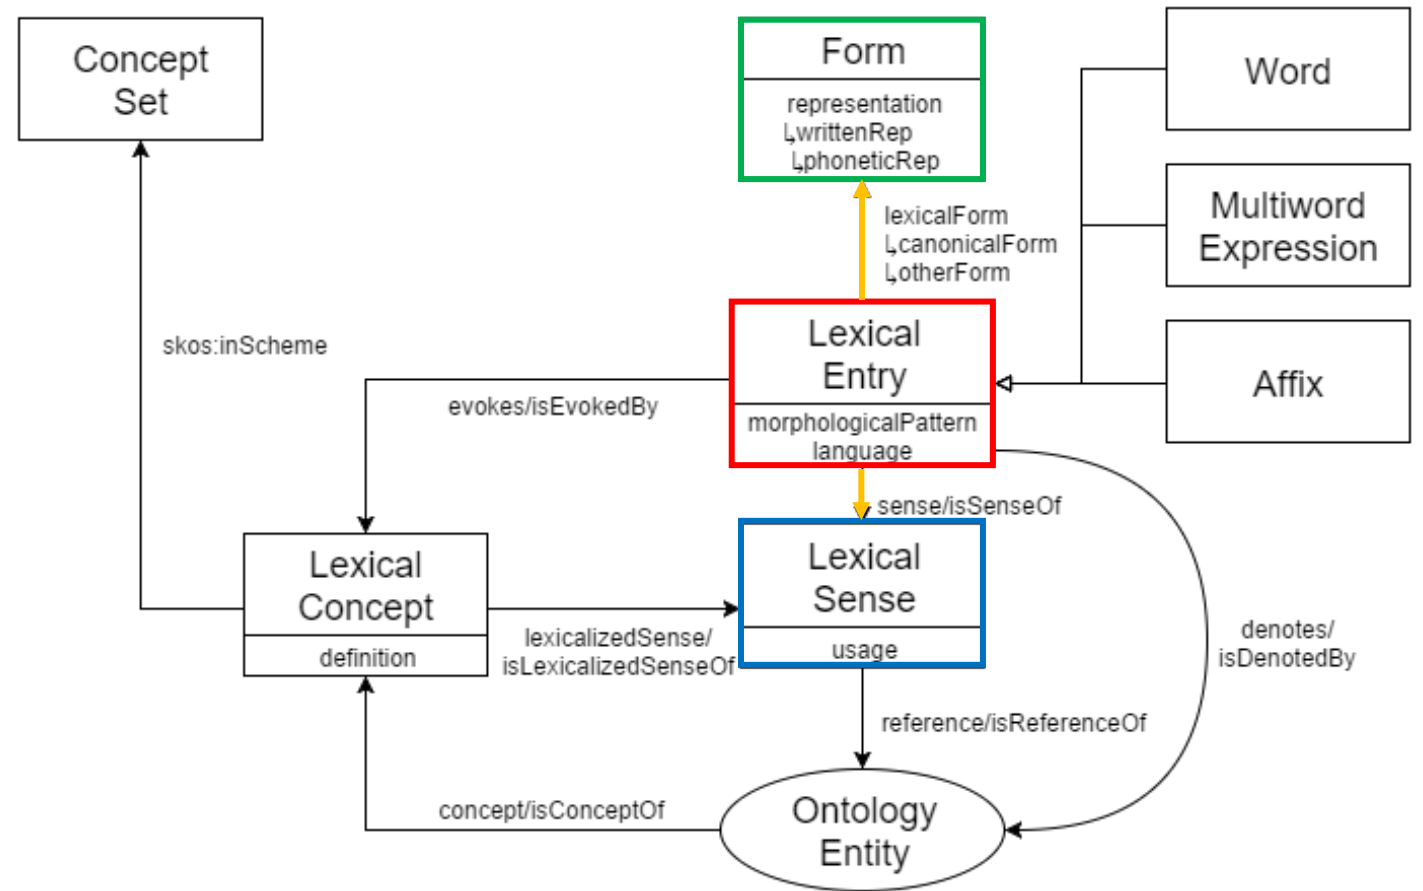 Concept
Set
Form
representation
↳writtenRep
↳phoneticRep
Word
Multiword
Expression
Affix
lexicalForm
↳canonicalForm
↳otherForm
Lexical
Entry
morphologicalPattern
language
skos:inScheme
evokes/isEvokedBy
sense/isSenseOf
Lexical
Concept
definition
lexicalizedSense/
isLexicalizedSenseOf
Lexical
Sense
usage
denotes/
isDenotedBy
reference/isReferenceOf
concept/isConceptOf
Ontology
Entity